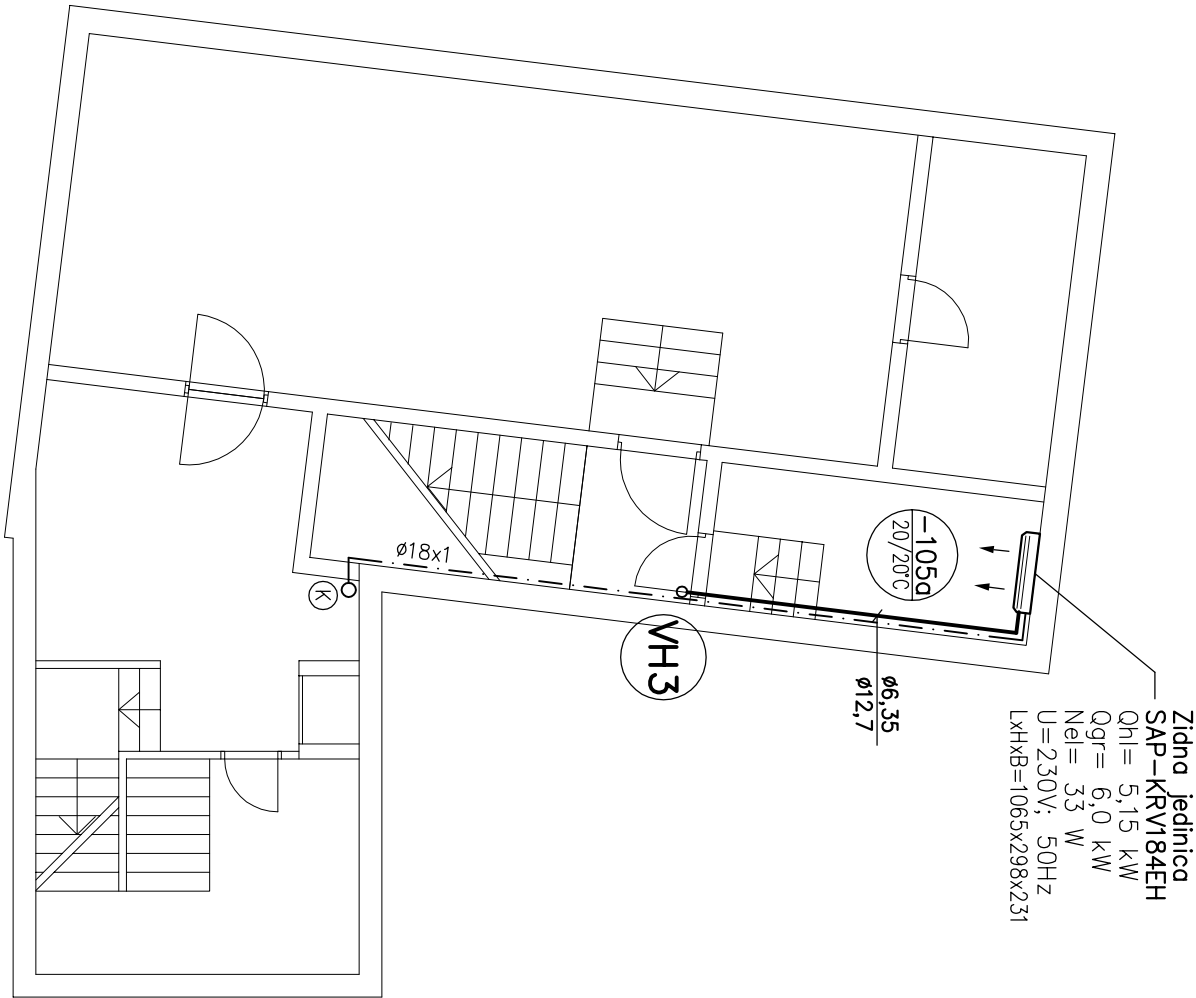 Zidna jedinica
SAP-KRV184EH
Qhl= 5,15 kW
Qgr= 6,0 kW
Nel= 33 W
U=230V; 50Hz
LxHxB=1065x298x231
-105a
20/20°C
ø6,35
ø12,7
VH3
ø18x1
K